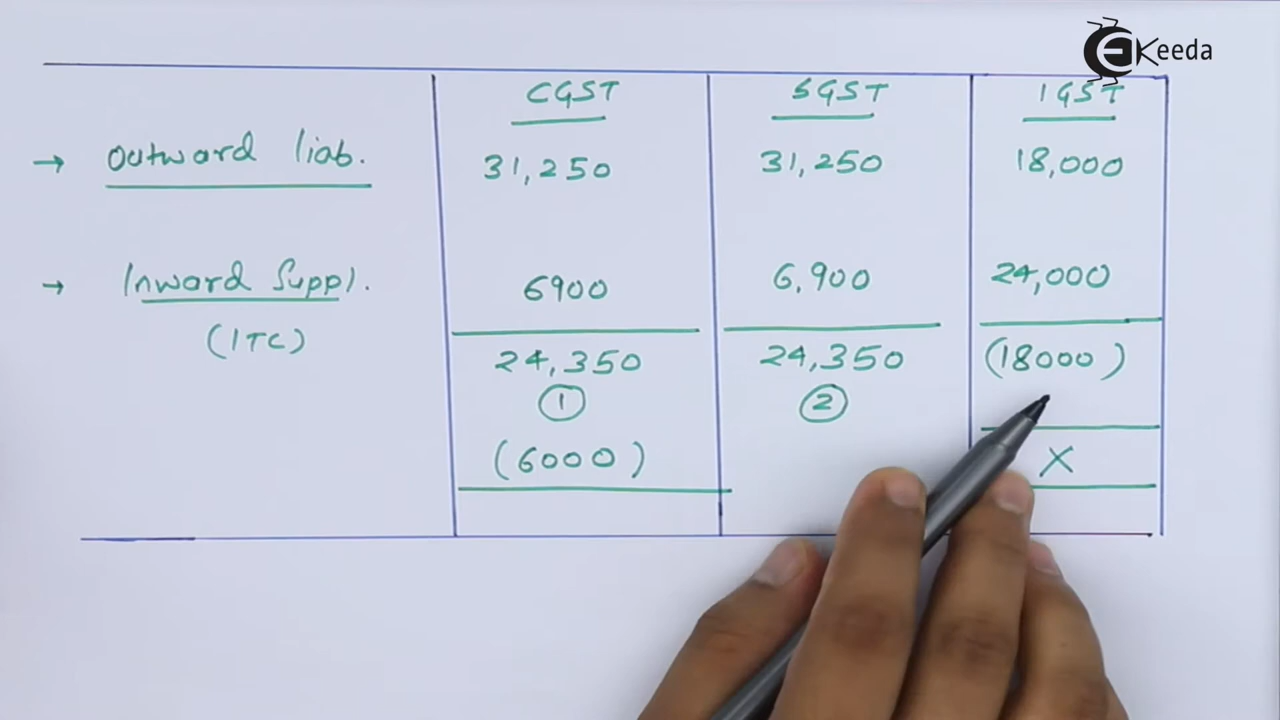 Keeda
CGST SGST IGST
→ Outward liab. 31,250 31,250 18,000
→ Inward Suppl. 6900 6,900 24,000
(ITC)
24,350 24,350 (18000)
① ②
(6000) X